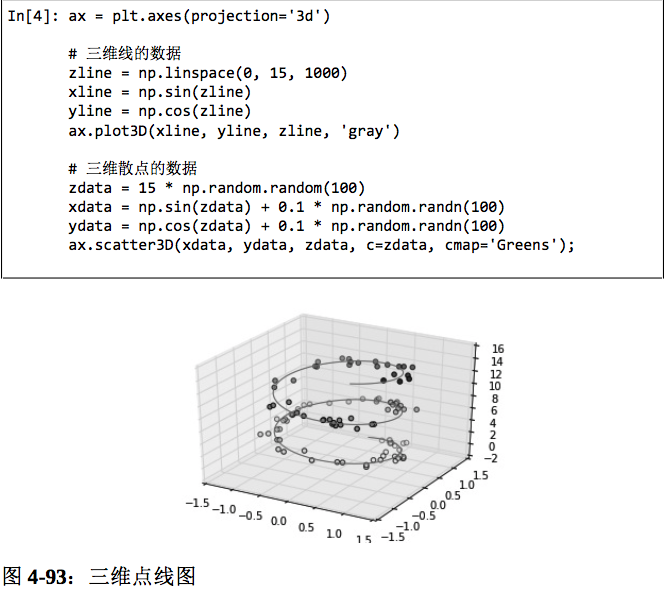 In[4]: ax = plt.axes(projection='3d')
# 三维线的数据
zline = np.linspace(0, 15, 1000)
xline = np.sin(zline)
yline = np.cos(zline)
ax.plot3D(xline, yline, zline, 'gray')
# 三维散点的数据
zdata = 15 * np.random.random(100)
xdata = np.sin(zdata) + 0.1 * np.random.randn(100)
ydata = np.cos(zdata) + 0.1 * np.random.randn(100)
ax.scatter3D(xdata, ydata, zdata, c=zdata, cmap='Greens');
16
14
12
10
8
6
4
2
0
−2
−1.5
−1.0
−0.5
0.0
0.5
1.0
1.5
−1.5
−1.0
−0.5
0.0
0.5
1.0
1.5
图 4-93：三维点线图